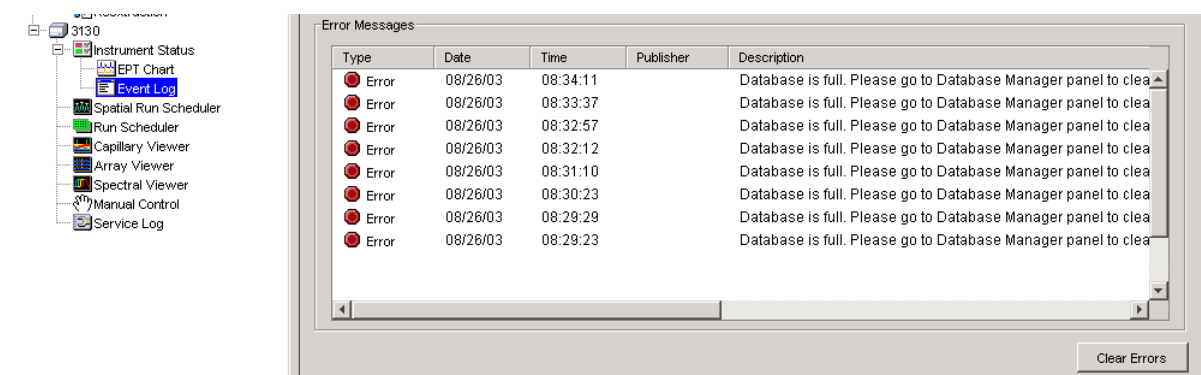 3130
Instrument Status
EPT Chart
Event Log
Spatial Run Scheduler
Run Scheduler
Capillary Viewer
Array Viewer
Spectral Viewer
Manual Control
Service Log
Error Messages
Type Date Time Publisher Description
Error 08/26/03 08:34:11 Database is full. Please go to Database Manager panel to clea
Error 08/26/03 08:33:37 Database is full. Please go to Database Manager panel to clea
Error 08/26/03 08:32:57 Database is full. Please go to Database Manager panel to clea
Error 08/26/03 08:32:12 Database is full. Please go to Database Manager panel to clea
Error 08/26/03 08:31:10 Database is full. Please go to Database Manager panel to clea
Error 08/26/03 08:30:23 Database is full. Please go to Database Manager panel to clea
Error 08/26/03 08:29:29 Database is full. Please go to Database Manager panel to clea
Error 08/26/03 08:29:23 Database is full. Please go to Database Manager panel to clea
Clear Errors